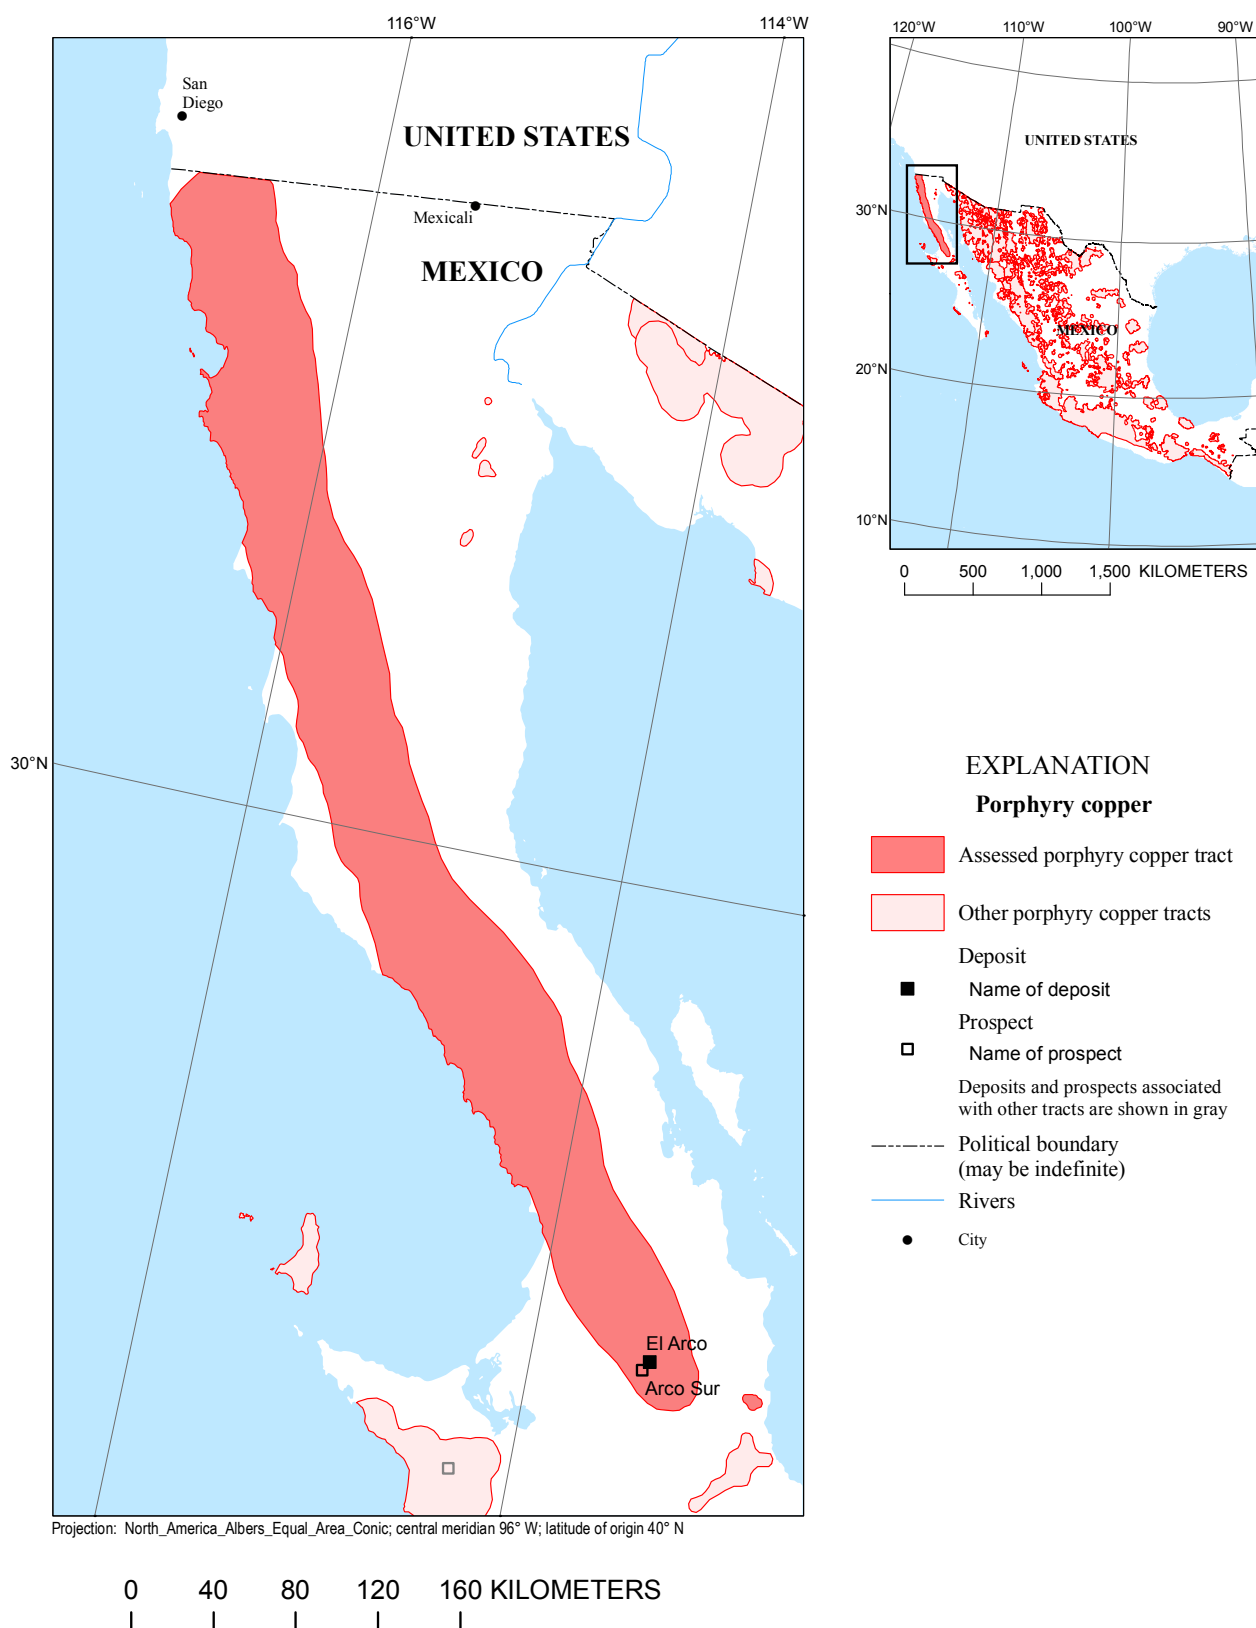 116°W
114°W
San
Diego
UNITED STATES
Mexicali
MEXICO
30°N
El Arco
Arco Sur
Projection: North_America_Albers_Equal_Area_Conic; central meridian 96° W; latitude of origin 40° N
0 40 80 120 160 KILOMETERS
120°W 110°W 100°W 90°W
UNITED STATES
30°N
MEXICO
20°N
10°N
0 500 1,000 1,500 KILOMETERS
EXPLANATION
Porphyry copper
Assessed porphyry copper tract
Other porphyry copper tracts
Deposit
Name of deposit
Prospect
Name of prospect
Deposits and prospects associated
with other tracts are shown in gray
Political boundary
(may be indefinite)
Rivers
City